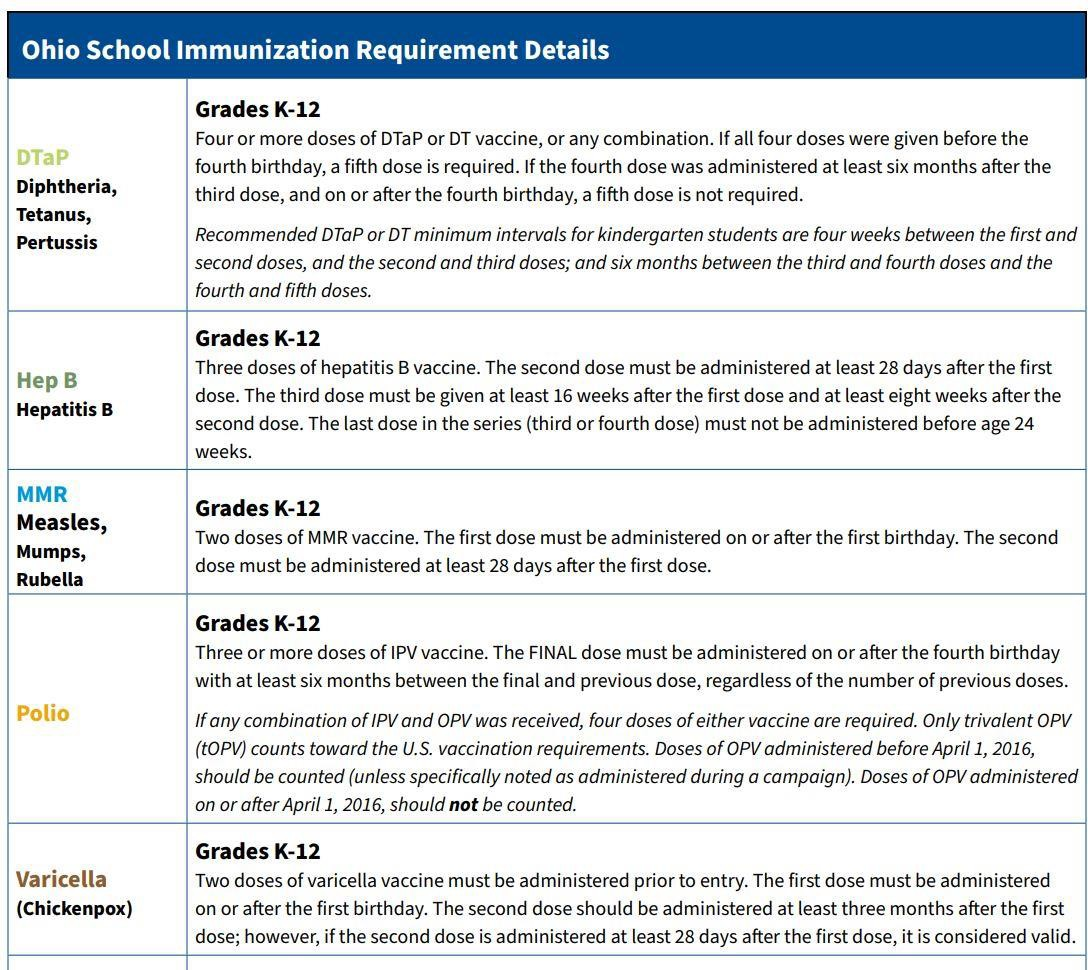 Ohio School Immunization Requirement Details
DTaP
Diphtheria,
Tetanus,
Pertussis
Grades K-12
Four or more doses of DTaP or DT vaccine, or any combination. If all four doses were given before the
fourth birthday, a fifth dose is required. If the fourth dose was administered at least six months after the
third dose, and on or after the fourth birthday, a fifth dose is not required.
Recommended DTaP or DT minimum intervals for kindergarten students are four weeks between the first and
second doses, and the second and third doses; and six months between the third and fourth doses and the
fourth and fifth doses.
Hep B
Hepatitis B
Grades K-12
Three doses of hepatitis B vaccine. The second dose must be administered at least 28 days after the first
dose. The third dose must be given at least 16 weeks after the first dose and at least eight weeks after the
second dose. The last dose in the series (third or fourth dose) must not be administered before age 24
weeks.
MMR
Measles,
Mumps,
Rubella
Grades K-12
Two doses of MMR vaccine. The first dose must be administered on or after the first birthday. The second
dose must be administered at least 28 days after the first dose.
Polio
Grades K-12
Three or more doses of IPV vaccine. The FINAL dose must be administered on or after the fourth birthday
with at least six months between the final and previous dose, regardless of the number of previous doses.
If any combination of IPV and OPV was received, four doses of either vaccine are required. Only trivalent OPV
(tOPV) counts toward the U.S. vaccination requirements. Doses of OPV administered before April 1, 2016,
should be counted (unless specifically noted as administered during a campaign). Doses of OPV administered
on or after April 1, 2016, should not be counted.
Varicella
(Chickenpox)
Grades K-12
Two doses of varicella vaccine must be administered prior to entry. The first dose must be administered
on or after the first birthday. The second dose should be administered at least three months after the first
dose; however, if the second dose is administered at least 28 days after the first dose, it is considered valid.